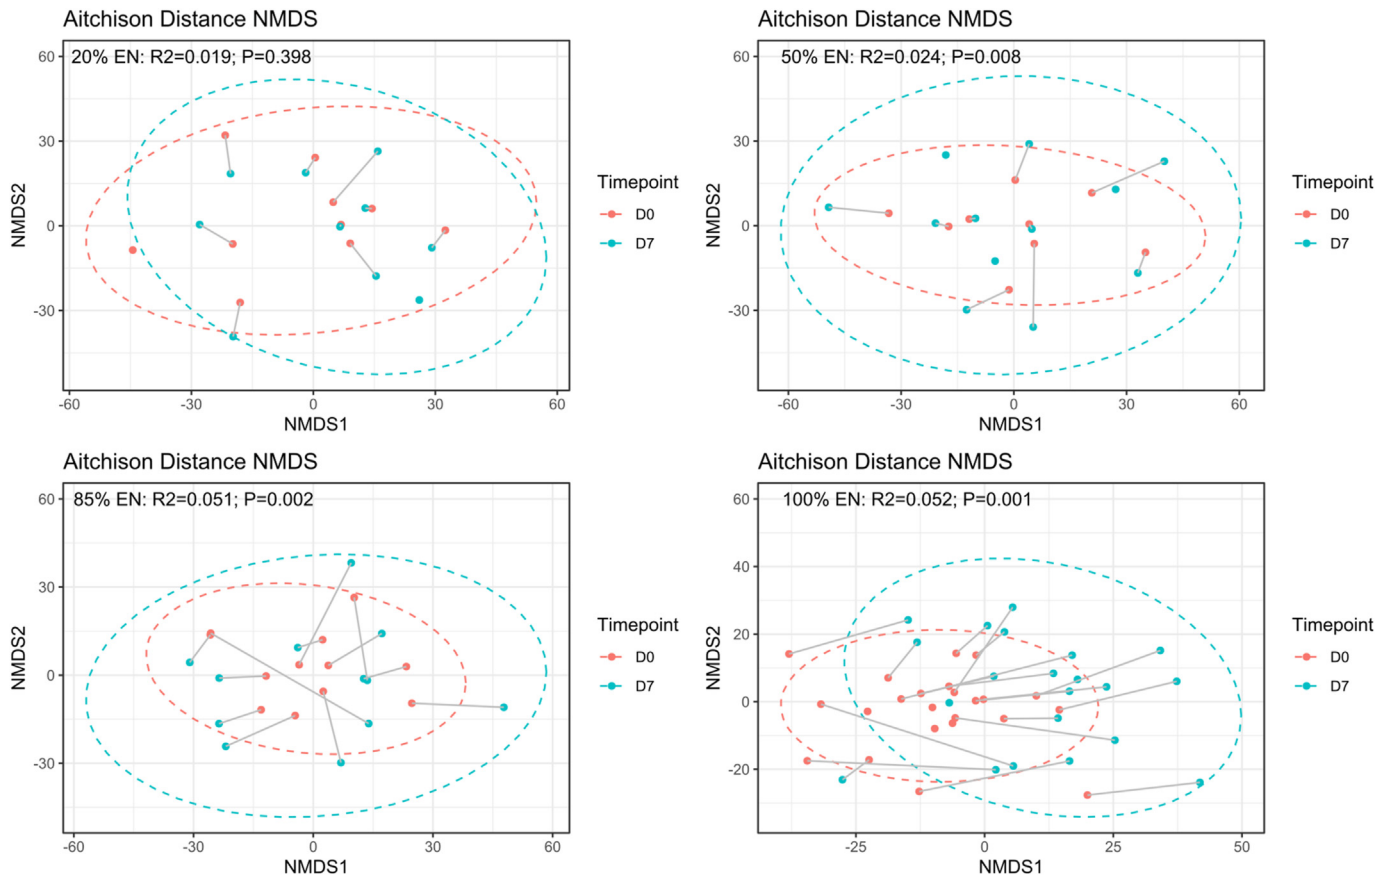 Aitchison Distance NMDS
20% EN: R2=0.019; P=0.398
60
30
0
-30
NMDS2
-60
-30
0
30
60
NMDS1
Timepoint
D0
D7
Aitchison Distance NMDS
50% EN: R2=0.024; P=0.008
60
30
0
-30
NMDS2
-60
-30
0
30
60
NMDS1
Timepoint
D0
D7
Aitchison Distance NMDS
85% EN: R2=0.051; P=0.002
60
30
0
-30
NMDS2
-60
-30
0
30
60
NMDS1
Timepoint
D0
D7
Aitchison Distance NMDS
100% EN: R2=0.052; P=0.001
60
40
20
0
-20
NMDS2
-25
0
25
50
NMDS1
Timepoint
D0
D7